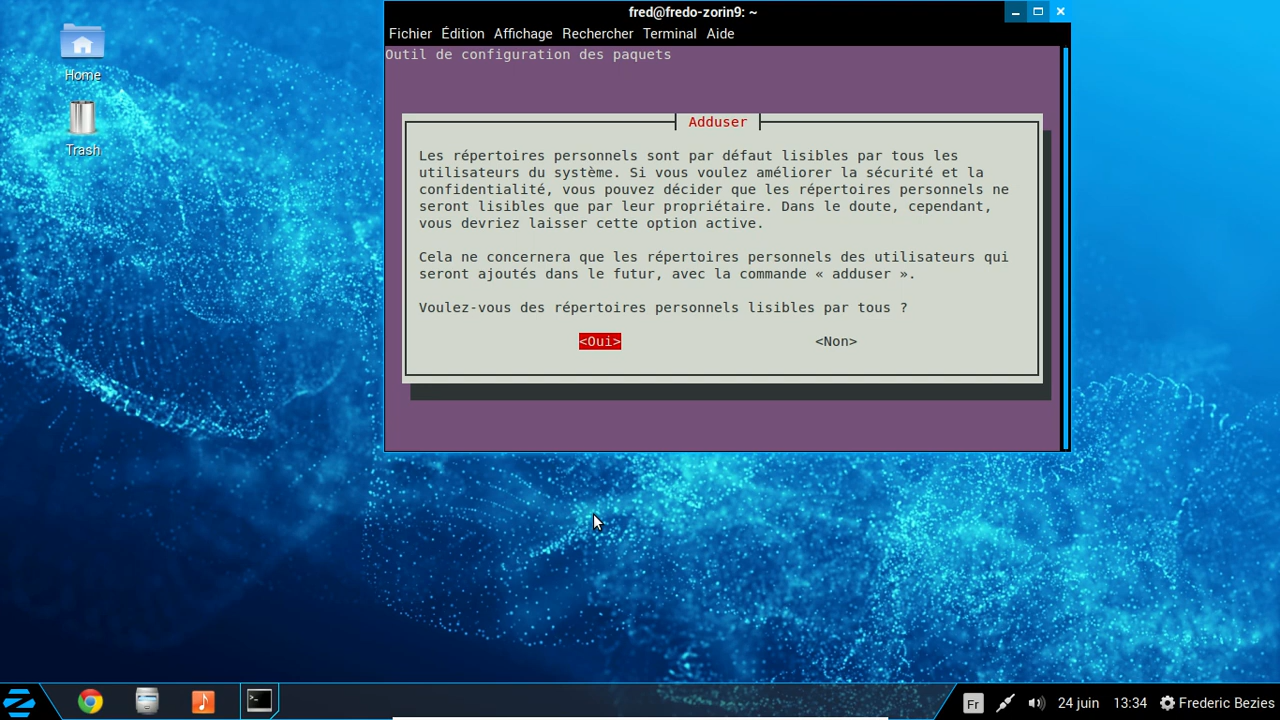 fred@fredo-zorin9: ~
Fichier Édition Affichage Rechercher Terminal Aide
Outil de configuration des paquets
Home
Trash
Adduser
Les répertoires personnels sont par défaut lisibles par tous les
utilisateurs du système. Si vous voulez améliorer la sécurité et la
confidentialité, vous pouvez décider que les répertoires personnels ne
seront lisibles que par leur propriétaire. Dans le doute, cependant,
vous devriez laisser cette option active.
Cela ne concernera que les répertoires personnels des utilisateurs qui
seront ajoutés dans le futur, avec la commande « adduser ».
Voulez-vous des répertoires personnels lisibles par tous ?
<Oui> <Non>
Fr 24 juin 13:34 Frederic Bezies